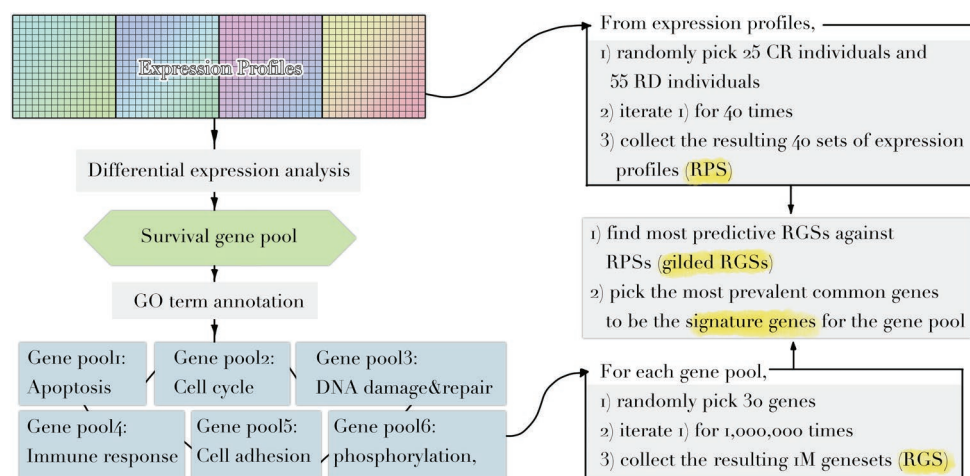 Expression Profiles
Differential expression analysis
Survival gene pool
GO term annotation
Gene pool1:
Apoptosis
Gene pool2:
Cell cycle
Gene pool3:
DNA damage&repair
Gene pool4:
Immune response
Gene pool5:
Cell adhesion
Gene pool6:
phosphorylation,
From expression profiles,
1) randomly pick 25 CR individuals and
55 RD individuals
2) iterate 1) for 40 times
3) collect the resulting 40 sets of expression
profiles (RPS)
1) find most predictive RGSs against
RPSs (gilded RGSs)
2) pick the most prevalent common genes
to be the signature genes for the gene pool
For each gene pool,
1) randomly pick 30 genes
2) iterate 1) for 1,000,000 times
3) collect the resulting 1M genesets (RGS)